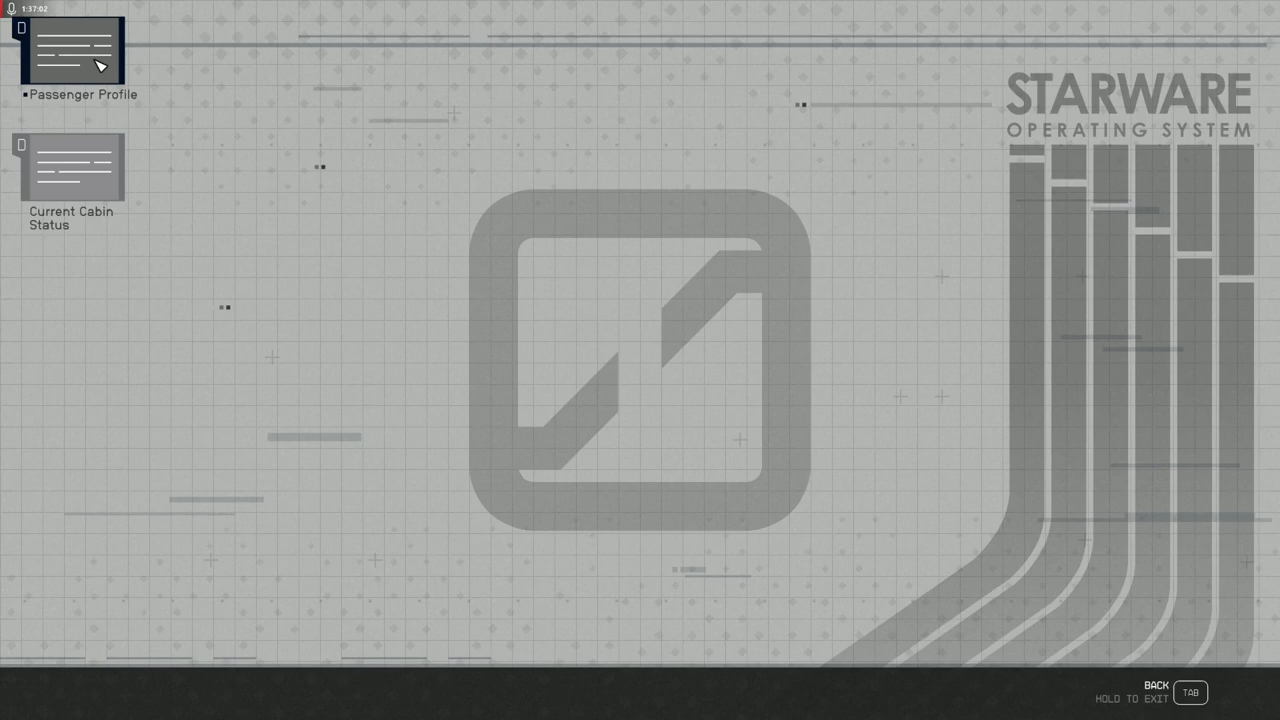 1:37:02
Passenger Profile
Current Cabin
Status
STARWARE
OPERATING SYSTEM
BACK
HOLD TO EXIT
TAB